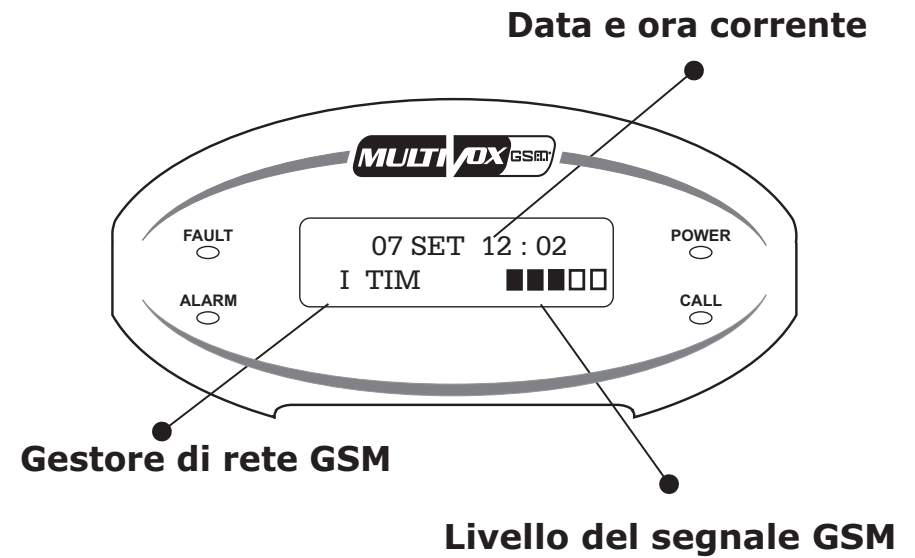 Data e ora corrente
MULTIVOX GSM
FAULT
07 SET 12 : 02
POWER
I TIM
ALARM
CALL
Gestore di rete GSM
Livello del segnale GSM